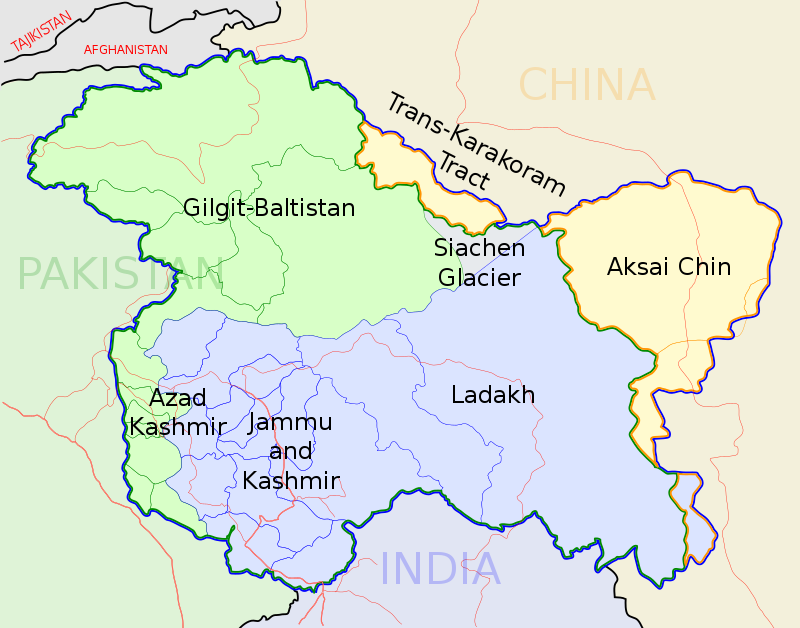 TAJIKISTAN
AFGHANISTAN
CHINA
Trans-Karakoram
Tract
Gilgit-Baltistan
Siachen
Glacier
Aksai Chin
PAKISTAN
Azad
Kashmir
Jammu
and
Kashmir
Ladakh
INDIA